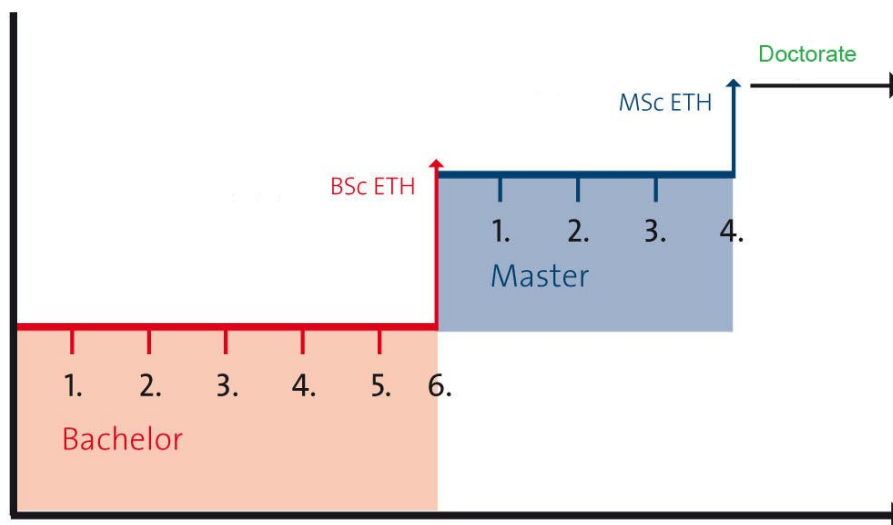 Doctorate
MSc ETH
BSc ETH
1. 2. 3. 4.
Master
1. 2. 3. 4. 5. 6.
Bachelor